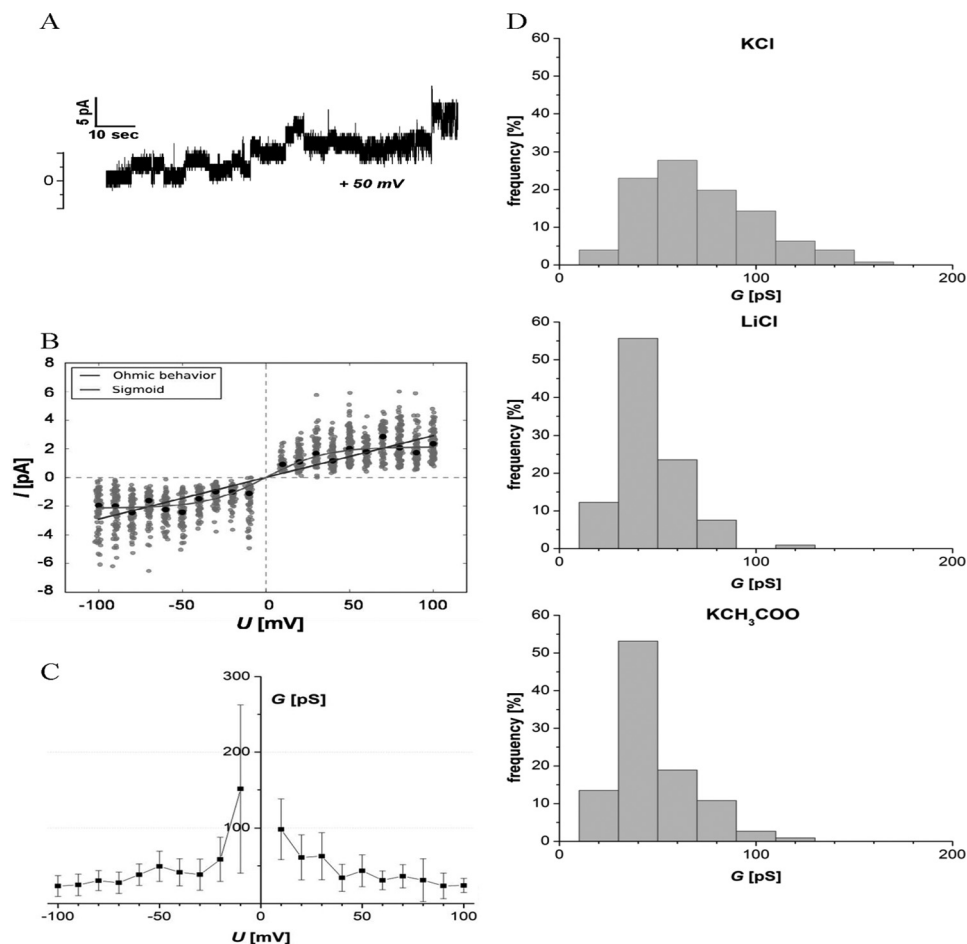 A
5 pA
10 sec
0
+ 50 mV
B
Ohmic behavior
Sigmoid
8
6
4
2
0
-2
-4
-6
-8
I [pA]
-100
-50
0
50
100
U [mV]
C
300
G [pS]
200
100
-100
-50
0
50
100
U [mV]
D
KCl
60
50
40
30
20
10
0
frequency [%]
0
100
200
G [pS]
LiCl
60
50
40
30
20
10
0
frequency [%]
0
100
200
G [pS]
KCH₃COO
60
50
40
30
20
10
0
frequency [%]
0
100
200
G [pS]